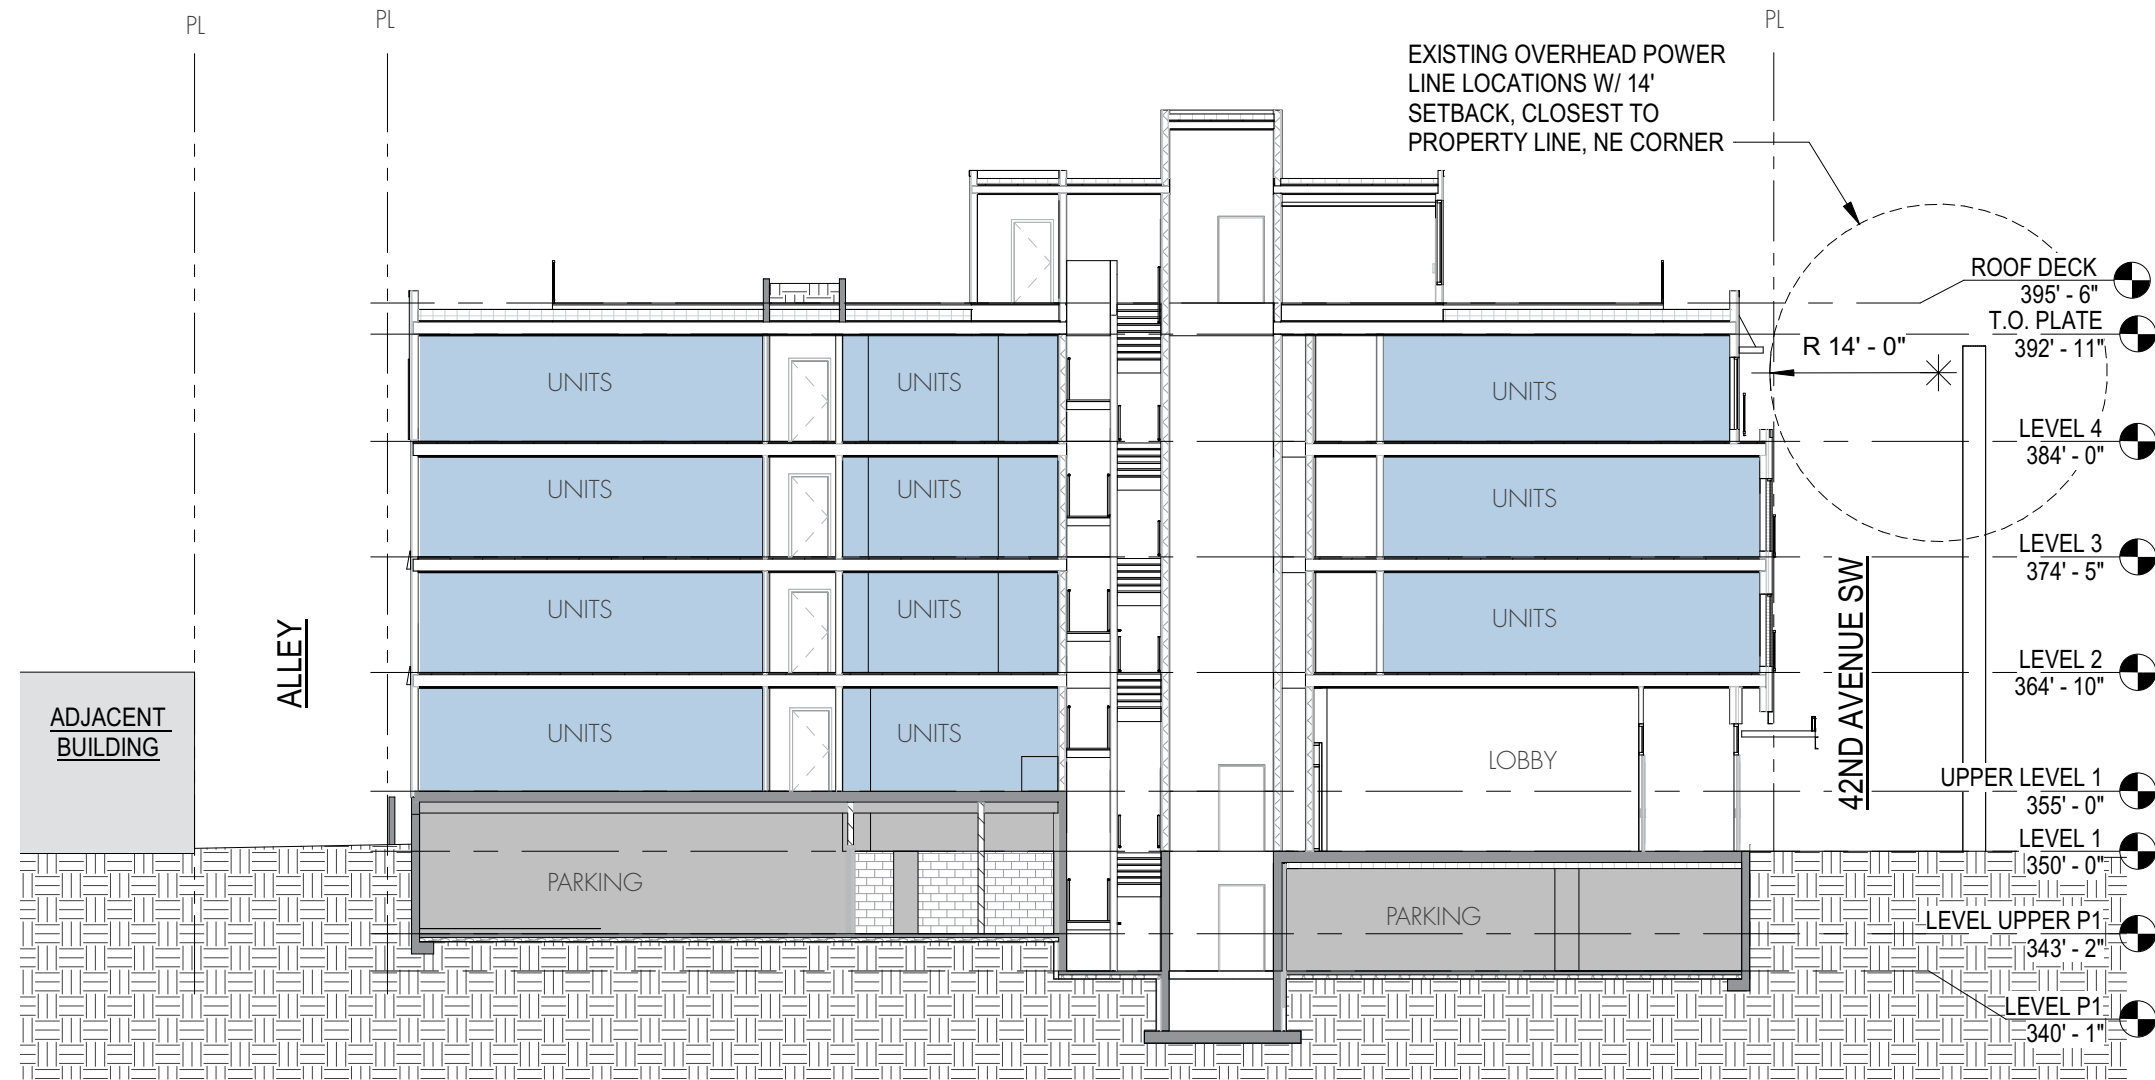 PL
PL
PL
EXISTING OVERHEAD POWER
LINE LOCATIONS W/ 14'
SETBACK, CLOSEST TO
PROPERTY LINE, NE CORNER
ROOF DECK
395' - 6"
T.O. PLATE
392' - 11"
R 14' - 0"
UNITS
UNITS
UNITS
LEVEL 4
384' - 0"
UNITS
UNITS
UNITS
LEVEL 3
374' - 5"
UNITS
UNITS
UNITS
LEVEL 2
364' - 10"
ALLEY
42ND AVENUE SW
ADJACENT
BUILDING
UNITS
UNITS
LOBBY
UPPER LEVEL 1
355' - 0"
LEVEL 1
350' - 0"
PARKING
PARKING
LEVEL UPPER P1
343' - 2"
LEVEL P1
340' - 1"